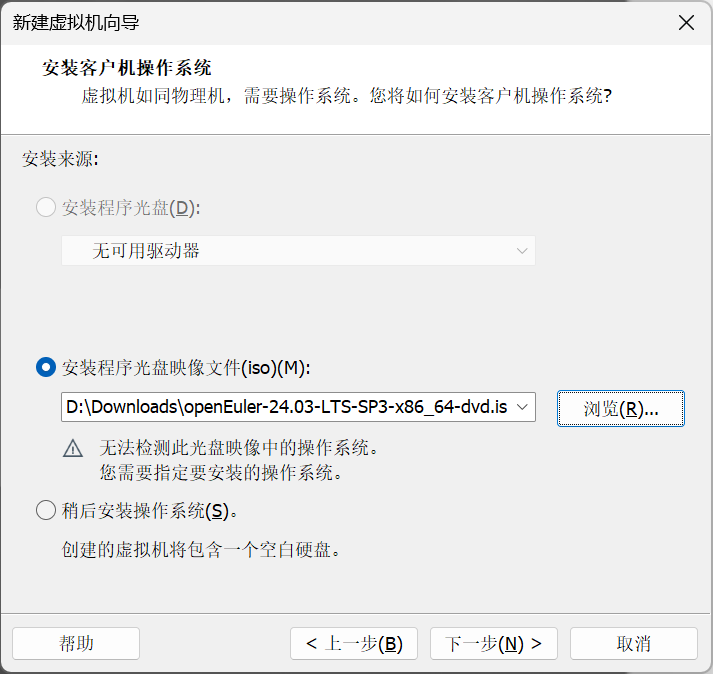 新建虚拟机向导
安装客户机操作系统
虚拟机如同物理机，需要操作系统。您将如何安装客户机操作系统?
安装来源:
安装程序光盘(D):
无可用驱动器
安装程序光盘映像文件(iso)(M):
D:\Downloads\openEuler-24.03-LTS-SP3-x86_64-dvd.is
浏览(R)...
无法检测此光盘映像中的操作系统。
您需要指定要安装的操作系统。
稍后安装操作系统(S)。
创建的虚拟机将包含一个空白硬盘。
帮助
< 上一步(B)
下一步(N) >
取消